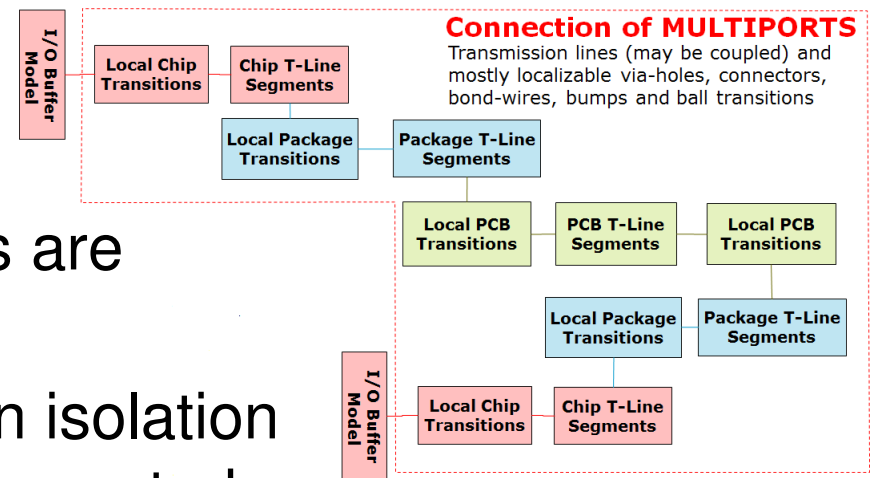 Connection of MULTIPORTS
Transmission lines (may be coupled) and
mostly localizable via-holes, connectors,
bond-wires, bumps and ball transitions
I/O Buffer
Model
Local Chip
Transitions
Chip T-Line
Segments
Local Package
Transitions
Package T-Line
Segments
Local PCB
Transitions
PCB T-Line
Segments
Local PCB
Transitions
s are
Local Package
Transitions
Package T-Line
Segments
I/O Buffer
Model
Local Chip
Transitions
Chip T-Line
Segments
n isolation